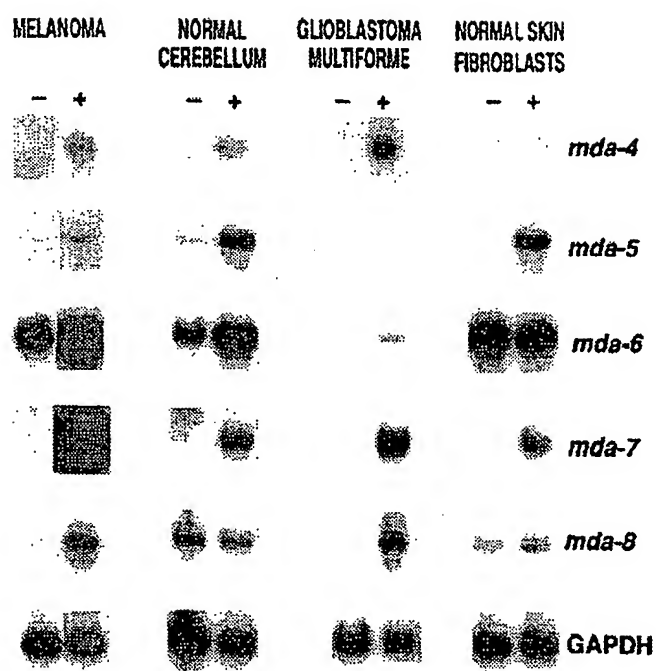 MELANOMA NORMAL GLIOBLASTOMA NORMAL SKIN
CEREBELLUM MULTIFORME FIBROBLASTS
− + − + − + − +
mda-4
mda-5
mda-6
mda-7
mda-8
GAPDH